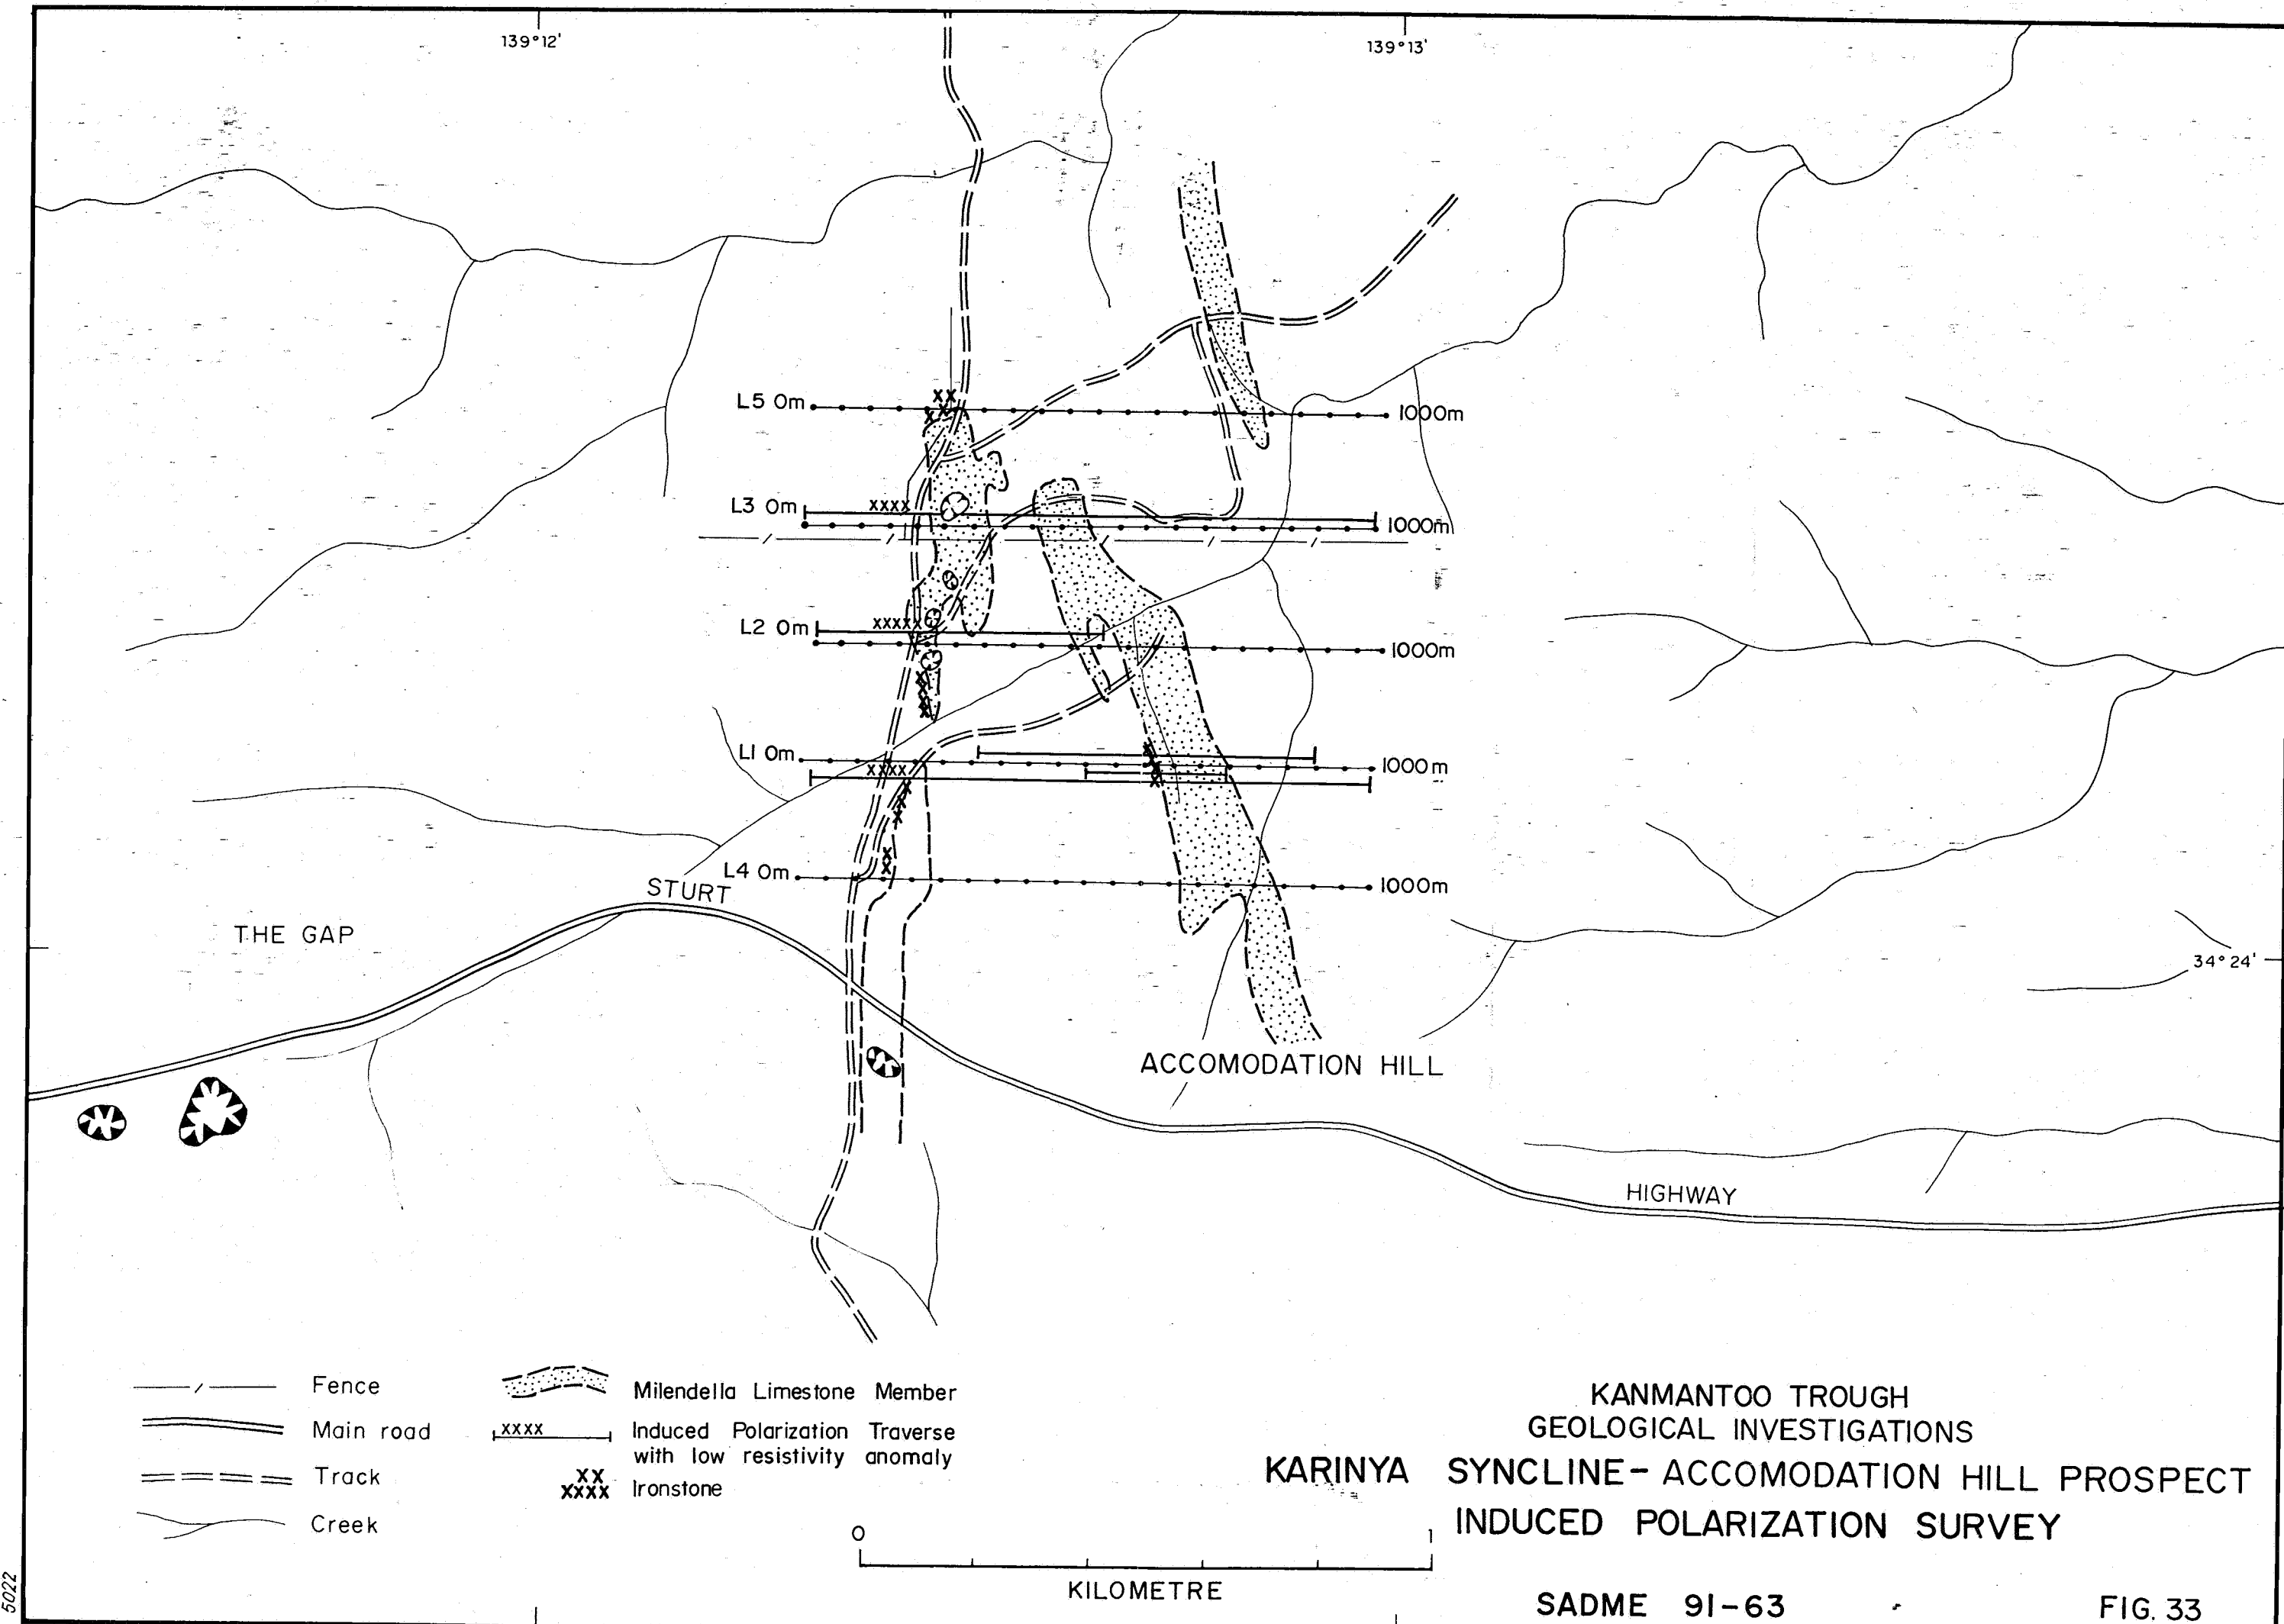 139°12'
139°13'
L5 0m
1000m
L3 0m
xxxx
1000m
L2 0m
xxxxx
1000m
L1 0m
xxxx
1000m
L4 0m
1000m
STURT
THE GAP
34°24'
ACCOMODATION HILL
HIGHWAY
Fence
Main road
Track
Creek
Milendella Limestone Member
xxxx
Induced Polarization Traverse
with low resistivity anomaly
xx
xxxx
Ironstone
KANMANTOO TROUGH
GEOLOGICAL INVESTIGATIONS
KARINYA SYNCLINE-ACCOMODATION HILL PROSPECT
INDUCED POLARIZATION SURVEY
0
1
KILOMETRE
SADME 91-63
FIG. 33
5022